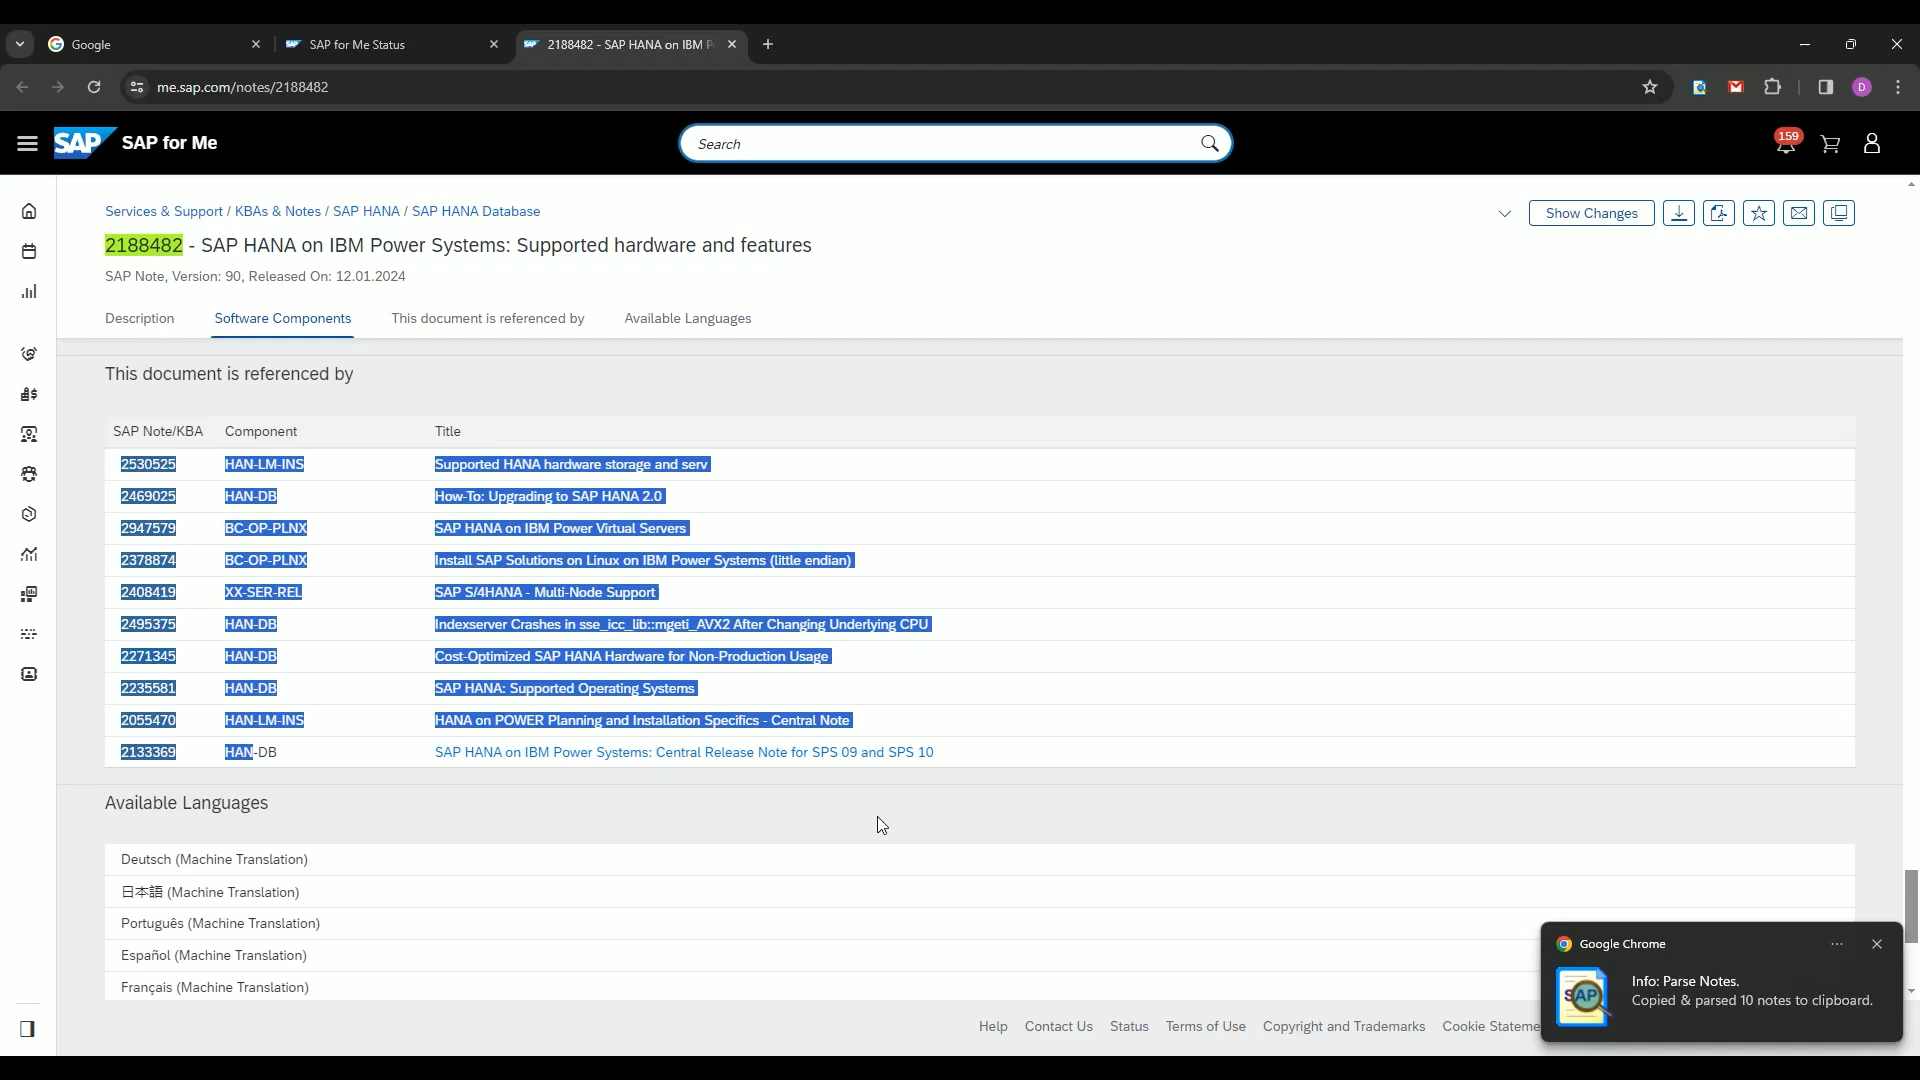 Google
SAP for Me Status
2188482 - SAP HANA on IBM P
me.sap.com/notes/2188482
D
SAP SAP for Me
Search
159
Services & Support / KBAs & Notes / SAP HANA / SAP HANA Database
Show Changes
2188482 - SAP HANA on IBM Power Systems: Supported hardware and features
SAP Note, Version: 90, Released On: 12.01.2024
Description Software Components This document is referenced by Available Languages
This document is referenced by
SAP Note/KBA Component Title
2530525 HAN-LM-INS Supported HANA hardware storage and serv
2469025 HAN-DB How-To: Upgrading to SAP HANA 2.0
2947579 BC-OP-PLNX SAP HANA on IBM Power Virtual Servers
2378874 BC-OP-PLNX Install SAP Solutions on Linux on IBM Power Systems (little endian)
2408419 XX-SER-REL SAP S/4HANA - Multi-Node Support
2495375 HAN-DB Indexserver Crashes in sse_icc_lib::mgeti_AVX2 After Changing Underlying CPU
2271345 HAN-DB Cost-Optimized SAP HANA Hardware for Non-Production Usage
2235581 HAN-DB SAP HANA: Supported Operating Systems
2055470 HAN-LM-INS HANA on POWER Planning and Installation Specifics - Central Note
2133369 HAN-DB SAP HANA on IBM Power Systems: Central Release Note for SPS 09 and SPS 10
Available Languages
Deutsch (Machine Translation)
日本語 (Machine Translation)
Português (Machine Translation)
Español (Machine Translation)
Français (Machine Translation)
Google Chrome
SAP
Info: Parse Notes.
Copied & parsed 10 notes to clipboard.
Help Contact Us Status Terms of Use Copyright and Trademarks Cookie Stateme